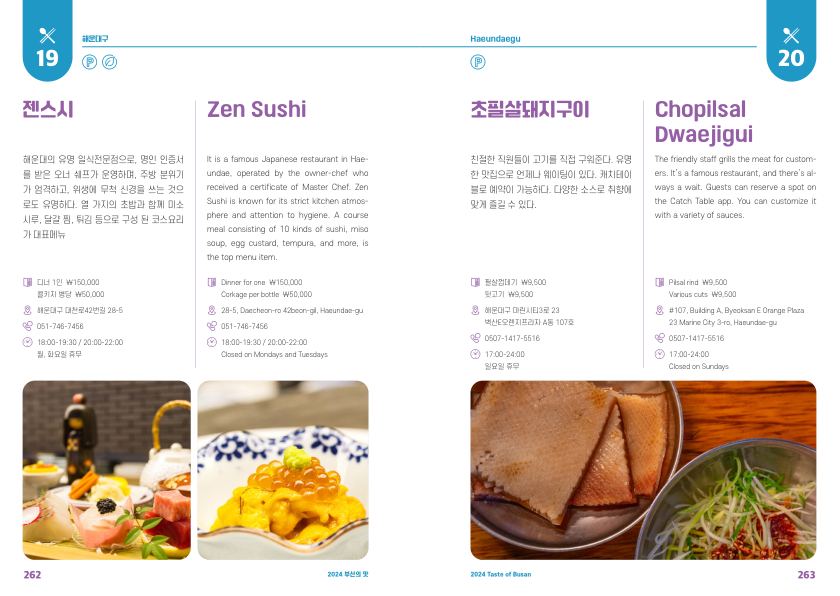 19
해운대구
젠스시
해운대의 유명 일식전문점으로, 명인 인증서
를 받은 오너 쉐프가 운영하며, 주방 분위기
가 엄격하고, 위생에 무척 신경을 쓰는 것으
로도 유명하다. 열 가지의 초밥과 함께 미소
시루, 달걀 찜, 튀김 등으로 구성 된 코스요리
가 대표메뉴
디너 1인 ₩150,000
콜키지 병당 ₩50,000
해운대구 대천로42번길 28-5
051-746-7456
18:00-19:30 / 20:00-22:00
월, 화요일 휴무
Zen Sushi
It is a famous Japanese restaurant in Hae-
undae, operated by the owner-chef who
received a certificate of Master Chef. Zen
Sushi is known for its strict kitchen atmos-
phere and attention to hygiene. A course
meal consisting of 10 kinds of sushi, miso
soup, egg custard, tempura, and more, is
the top menu item.
Dinner for one ₩150,000
Corkage per bottle ₩50,000
28-5, Daecheon-ro 42beon-gil, Haeundae-gu
051-746-7456
18:00-19:30 / 20:00-22:00
Closed on Mondays and Tuesdays
262
2024 부산의 맛
Haeundaegu
20
초필살돼지구이
친절한 직원들이 고기를 직접 구워준다. 유명
한 맛집으로 언제나 웨이팅이 있다. 캐치테이
블로 예약이 가능하다. 다양한 소스로 취향에
맞게 즐길 수 있다.
필살껍데기 ₩9,500
뒷고기 ₩9,500
해운대구 마린시티3로 23
벽산E오렌지프라자 A동 107호
0507-1417-5516
17:00-24:00
일요일 휴무
Chopilsal
Dwaejigui
The friendly staff grills the meat for custom-
ers. It's a famous restaurant, and there's al-
ways a wait. Guests can reserve a spot on
the Catch Table app. You can customize it
with a variety of sauces.
Pilsal rind ₩9,500
Various cuts ₩9,500
#107, Building A, Byeoksan E Orange Plaza
23 Marine City 3-ro, Haeundae-gu
0507-1417-5516
17:00-24:00
Closed on Sundays
2024 Taste of Busan
263